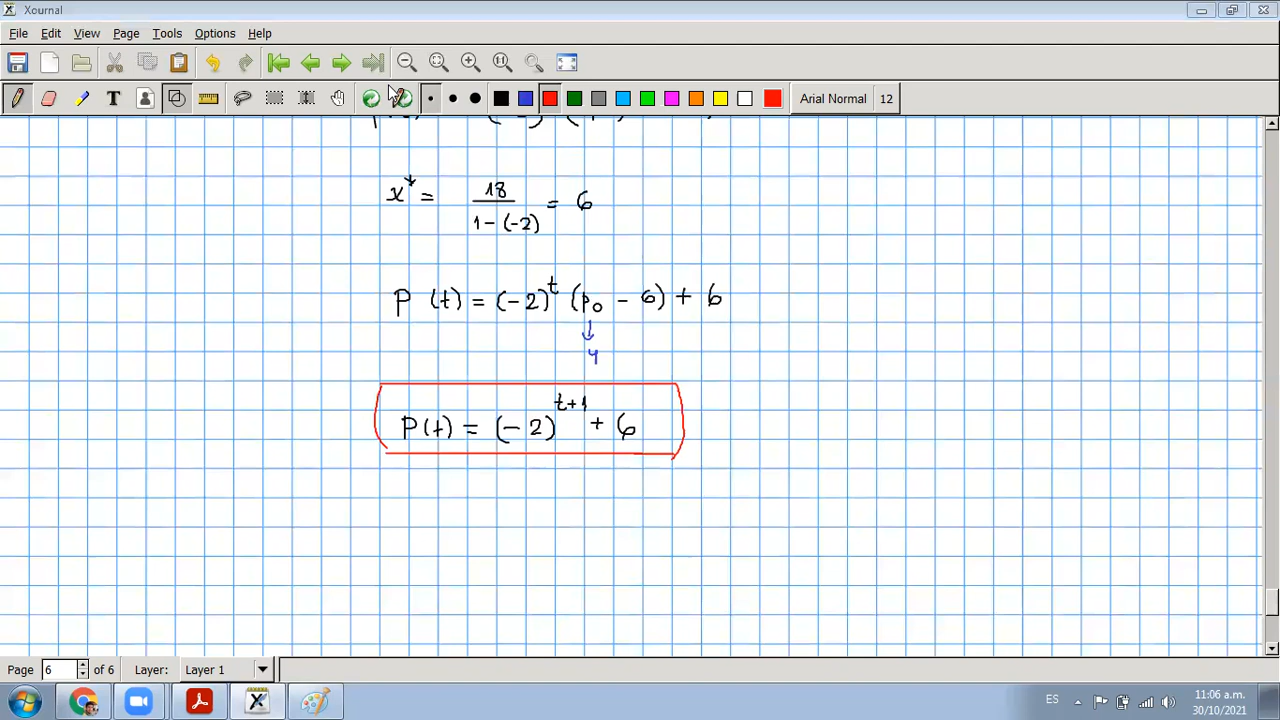 Xournal
File Edit View Page Tools Options Help
Arial Normal 12
x* = 18 / 1 - (-2) = 6
P (t) = (-2)^t (p₀ - 6) + 6
↓
4
P(t) = (-2)^{t+1} + 6
Page 6 of 6 Layer: Layer 1
ES 11:06 a.m.
30/10/2021